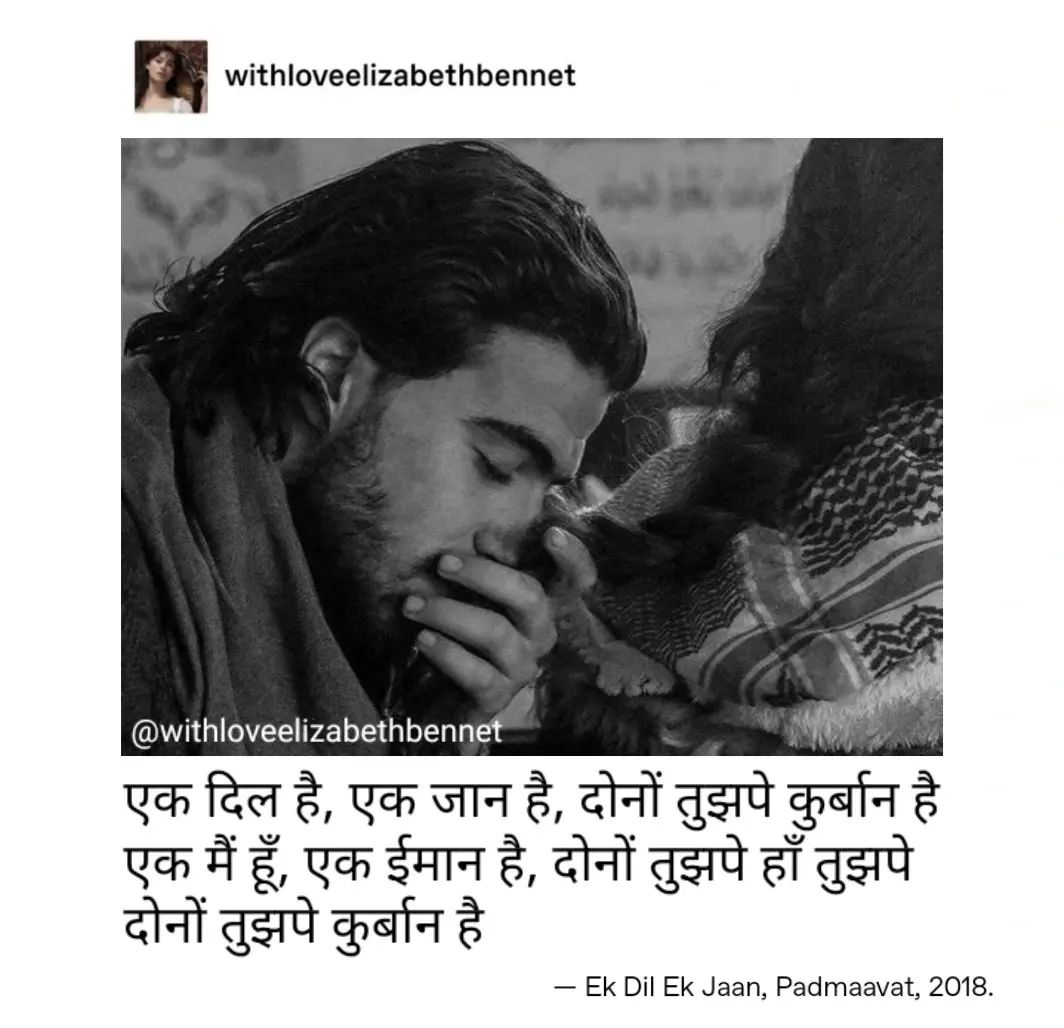 withloveelizabethbennet
@withloveelizabethbennet
एक दिल है, एक जान है, दोनों तुझपे कुर्बान है
एक मैं हूँ, एक ईमान है, दोनों तुझपे हाँ तुझपे
दोनों तुझपे कुर्बान है
— Ek Dil Ek Jaan, Padmaavat, 2018.